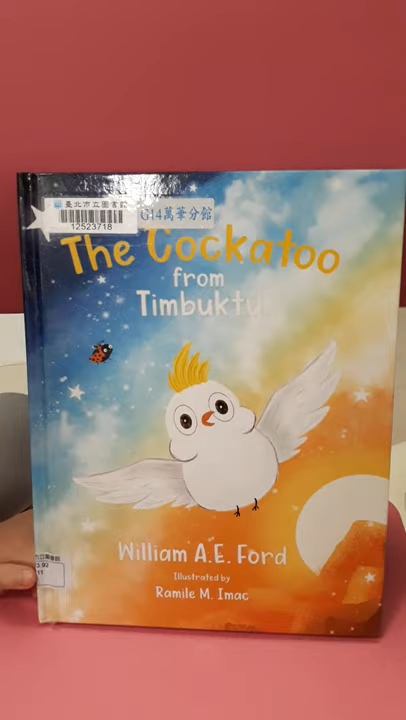 臺北市立圖書館
G14萬華分館
12523718
The Cockatoo
from
Timbuktu
William A.E. Ford
Illustrated by
Ramile M. Imac